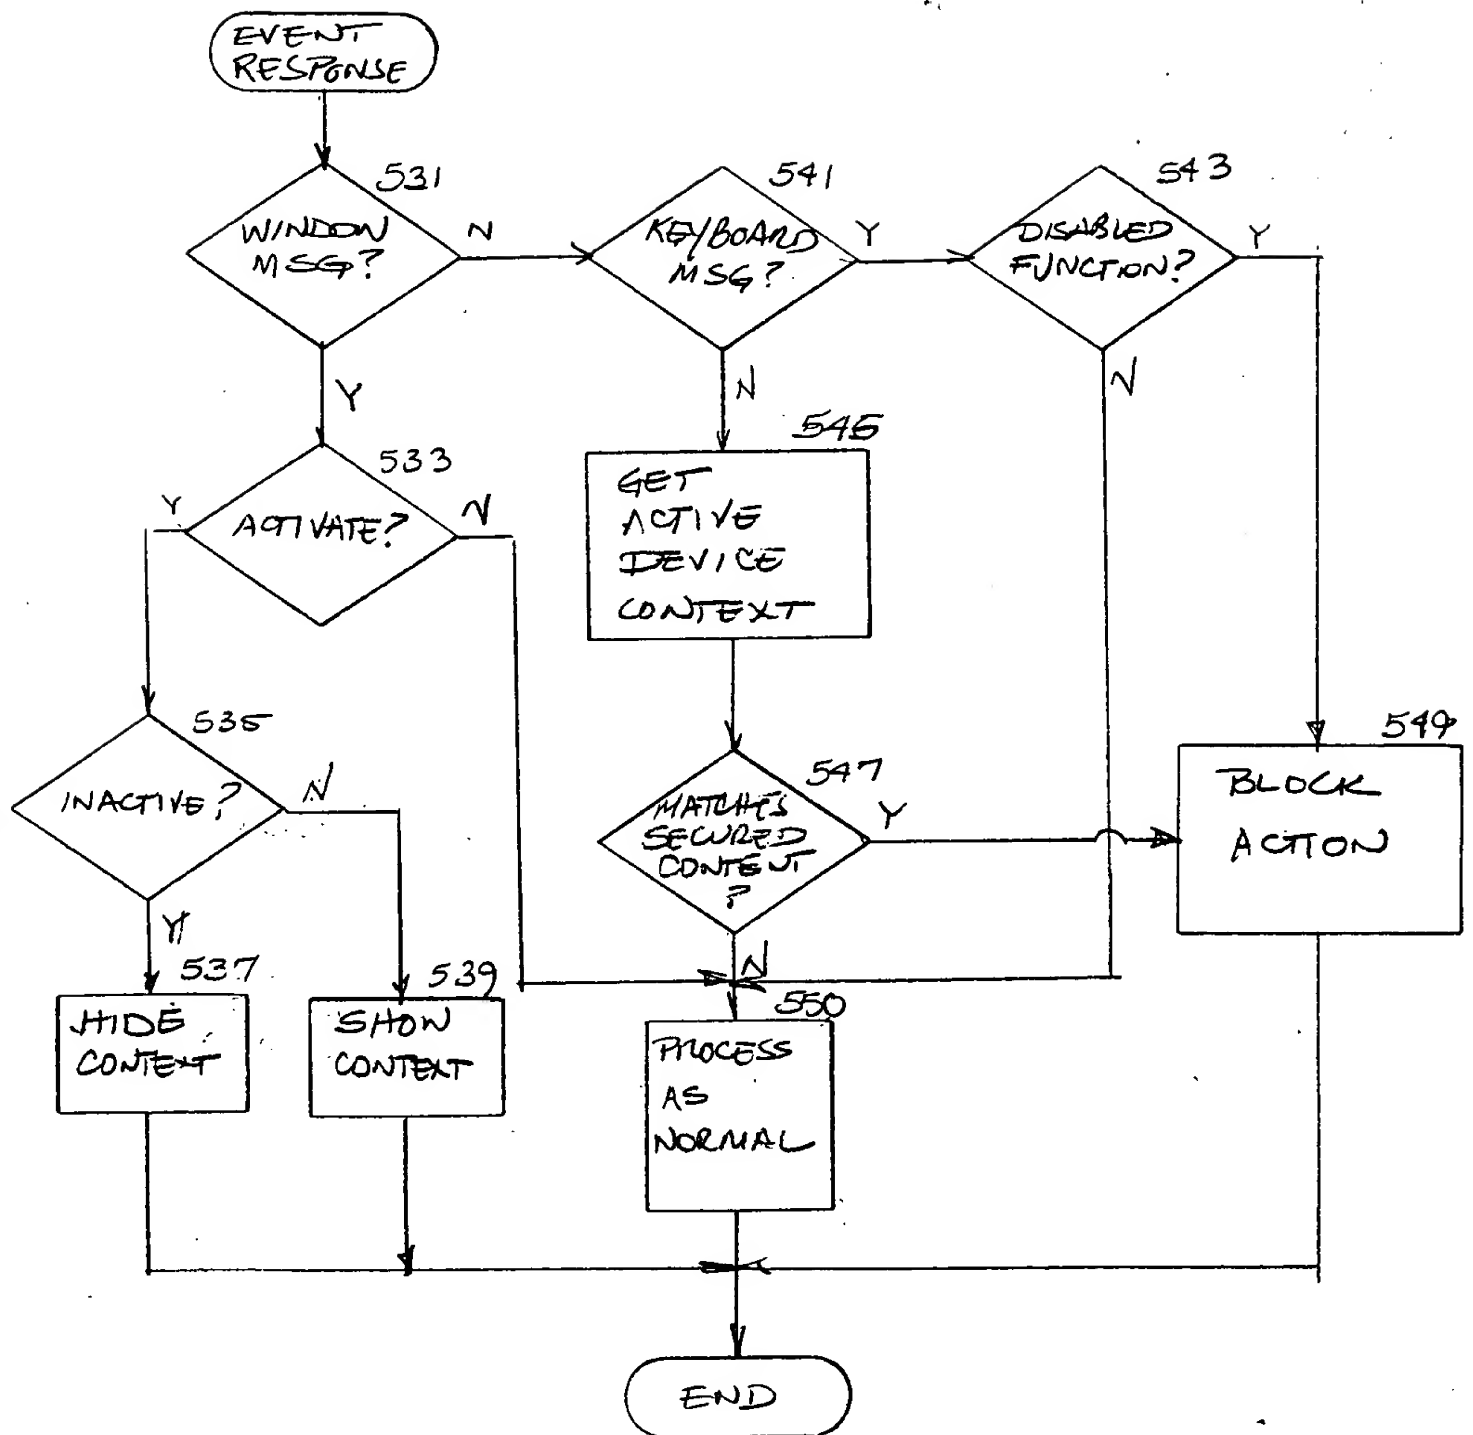 EVENT
RESPONSE
531
WINDOW
MSG?
N
Y
541
KEYBOARD
MSG?
Y
N
543
DISABLED
FUNCTION?
Y
N
533
ACTIVATE?
Y
N
545
GET
ACTIVE
DEVICE
CONTEXT
535
INACTIVE?
N
Y
547
MATCHES
SECURED
CONTENT
?
Y
N
549
BLOCK
ACTION
537
HIDE
CONTEXT
539
SHOW
CONTEXT
550
PROCESS
AS
NORMAL
END